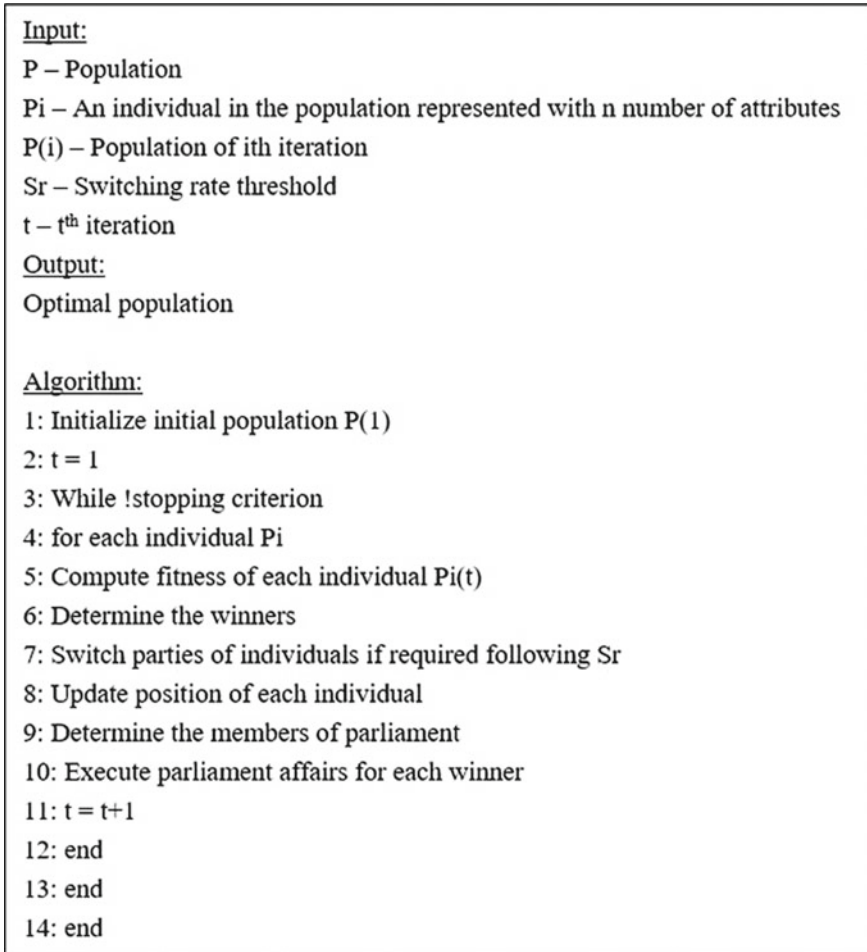 Input:
P – Population
Pi – An individual in the population represented with n number of attributes
P(i) – Population of ith iteration
Sr – Switching rate threshold
t – tth iteration
Output:
Optimal population
Algorithm:
1: Initialize initial population P(1)
2: t = 1
3: While !stopping criterion
4: for each individual Pi
5: Compute fitness of each individual Pi(t)
6: Determine the winners
7: Switch parties of individuals if required following Sr
8: Update position of each individual
9: Determine the members of parliament
10: Execute parliament affairs for each winner
11: t = t+1
12: end
13: end
14: end